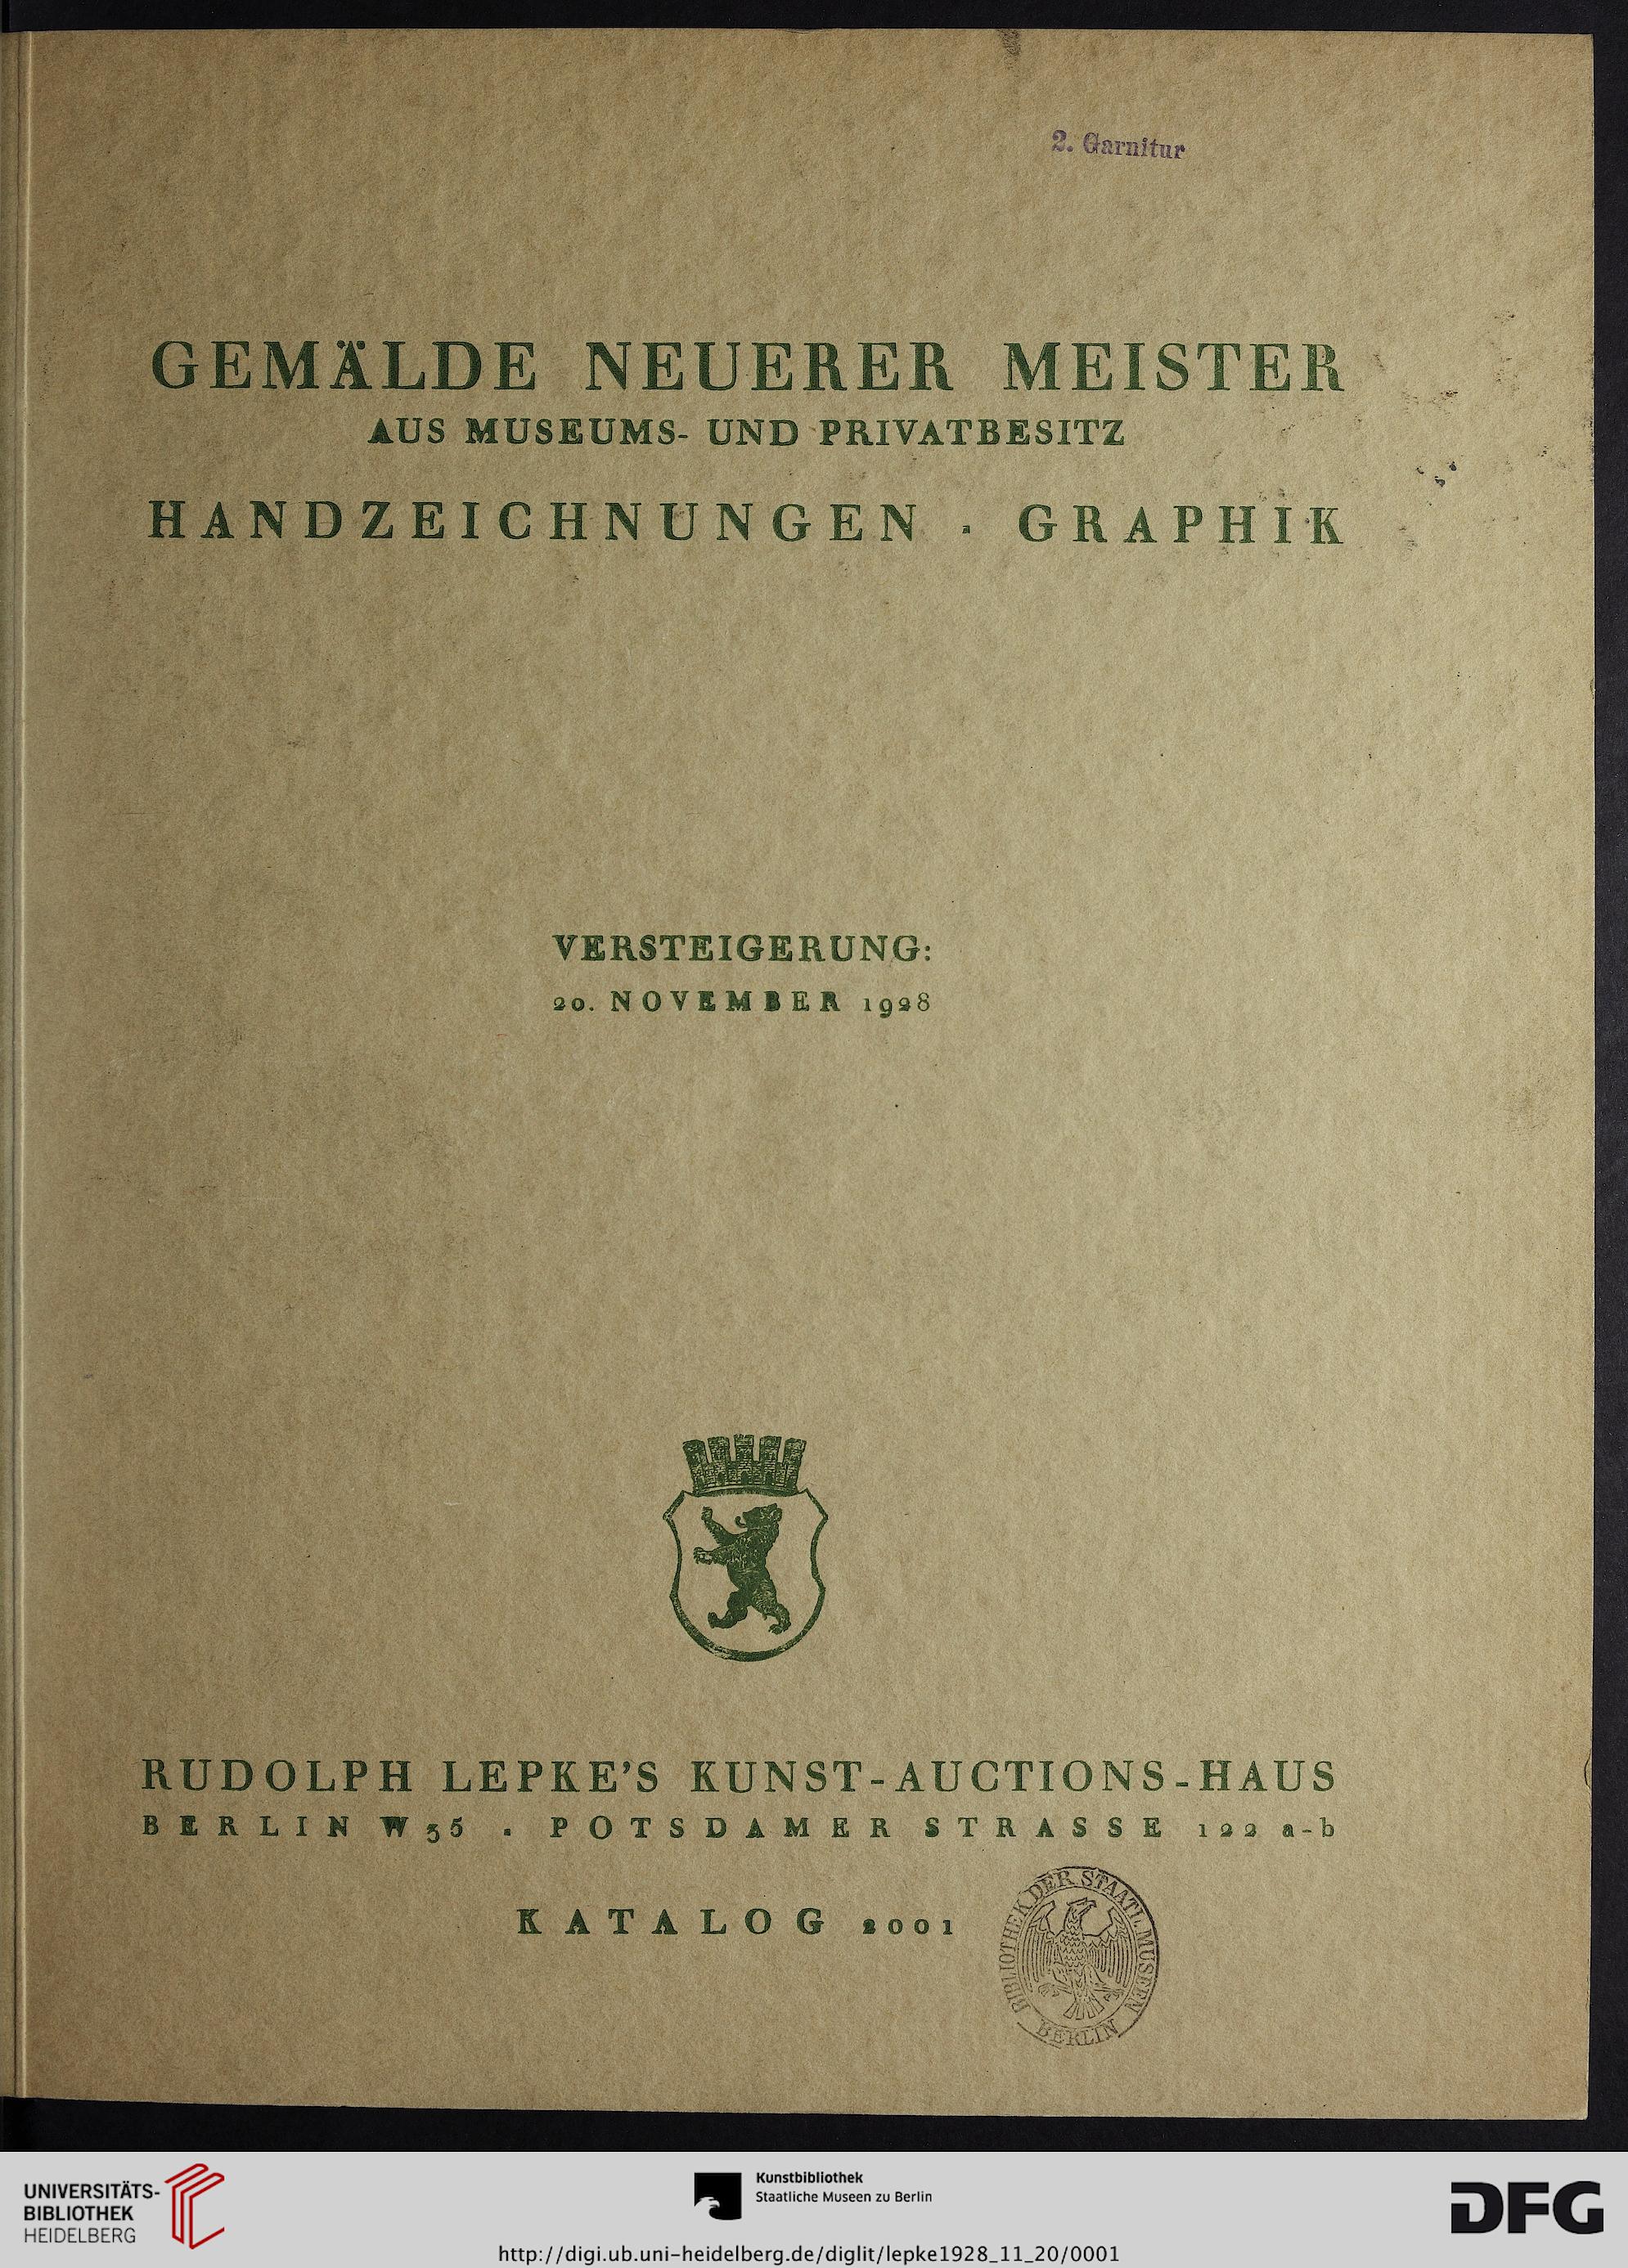 2. Garnitur
GEMÄLDE NEUERER MEISTER
AUS MUSEUMS- UND PRIVATBESITZ
HANDZEICHNUNGEN · GRAPHIK
VERSTEIGERUNG:
20. NOVEMBER 1928
RUDOLPH LEPKE’S KUNST-AUCTIONS-HAUS
BERLIN W 35 . POTSDAMER STRASSE 122 a-b
KATALOG 2001
BIBLIOTHEK DER STAATL. MUSEEN
BERLIN
UNIVERSITÄTS-
BIBLIOTHEK
HEIDELBERG
Kunstbibliothek
Staatliche Museen zu Berlin
DFG
http://digi.ub.uni-heidelberg.de/diglit/lepke1928_11_20/0001